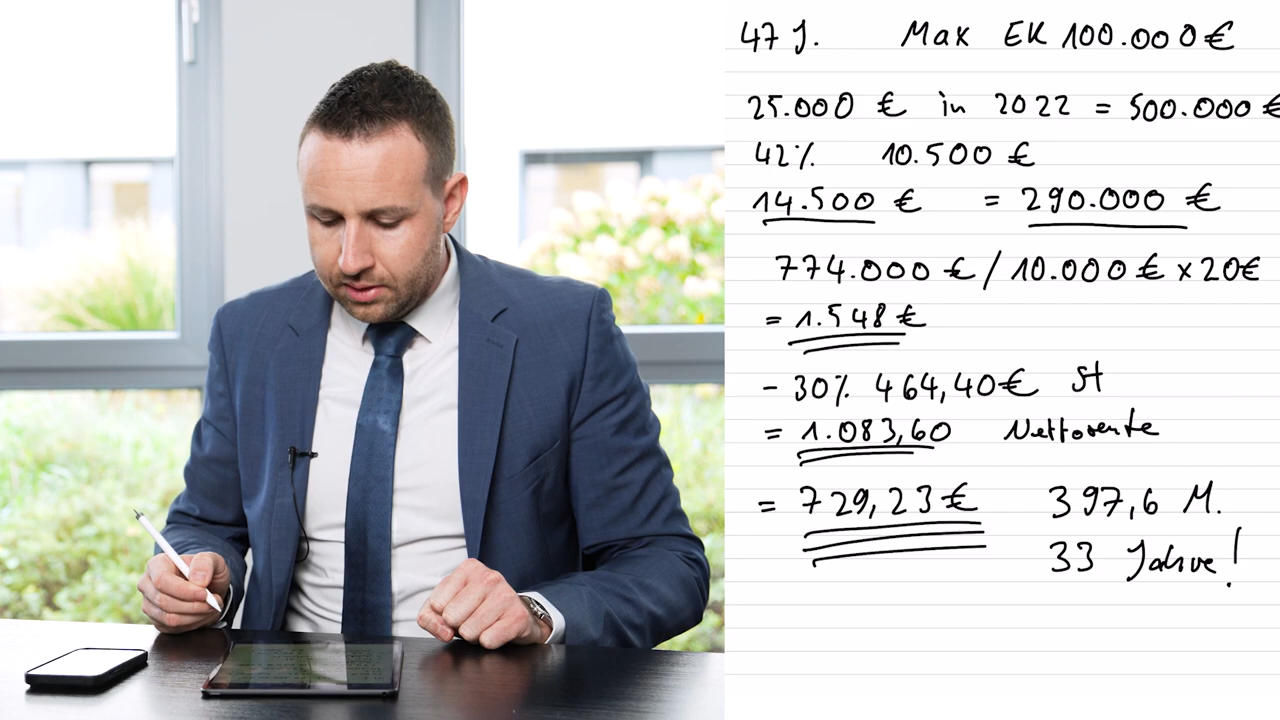 47 J. Max EK 100.000 €
25.000 € in 2022 = 500.000 €
42% 10.500 €
14.500 € = 290.000 €
774.000 € / 10.000 € x 20€
= 1.548 €
- 30% 464,40€ St
= 1.083,60 Nettorente
= 729,23 € 397,6 M.
33 Jahre!